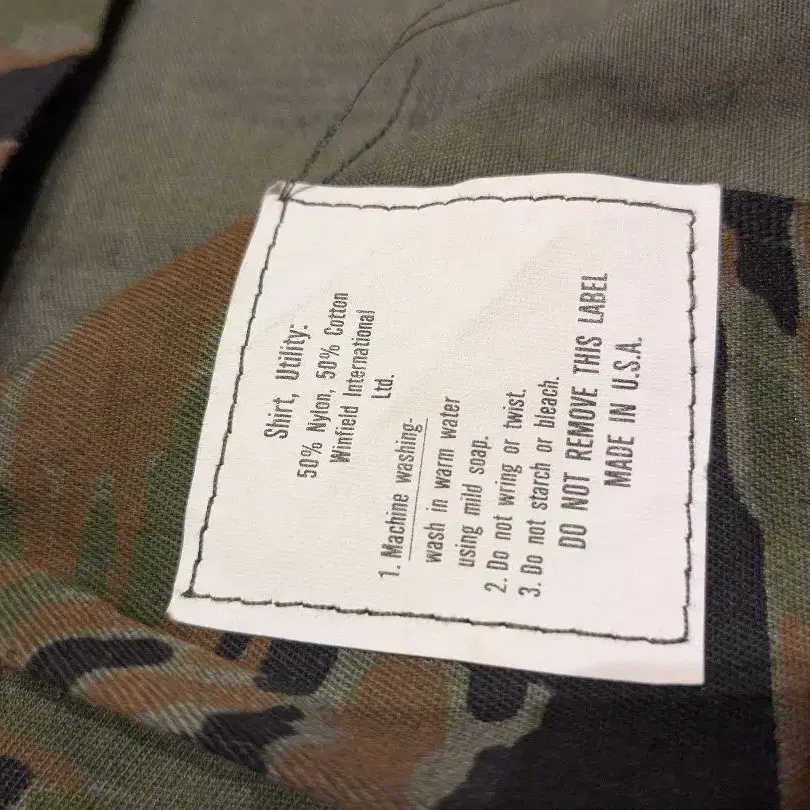 Shirt, Utility:
50% Nylon, 50% Cotton
Winfield International
Ltd.
1. Machine washing-
wash in warm water
using mild soap.
2. Do not wring or twist.
3. Do not starch or bleach.
DO NOT REMOVE THIS LABEL
MADE IN U.S.A.